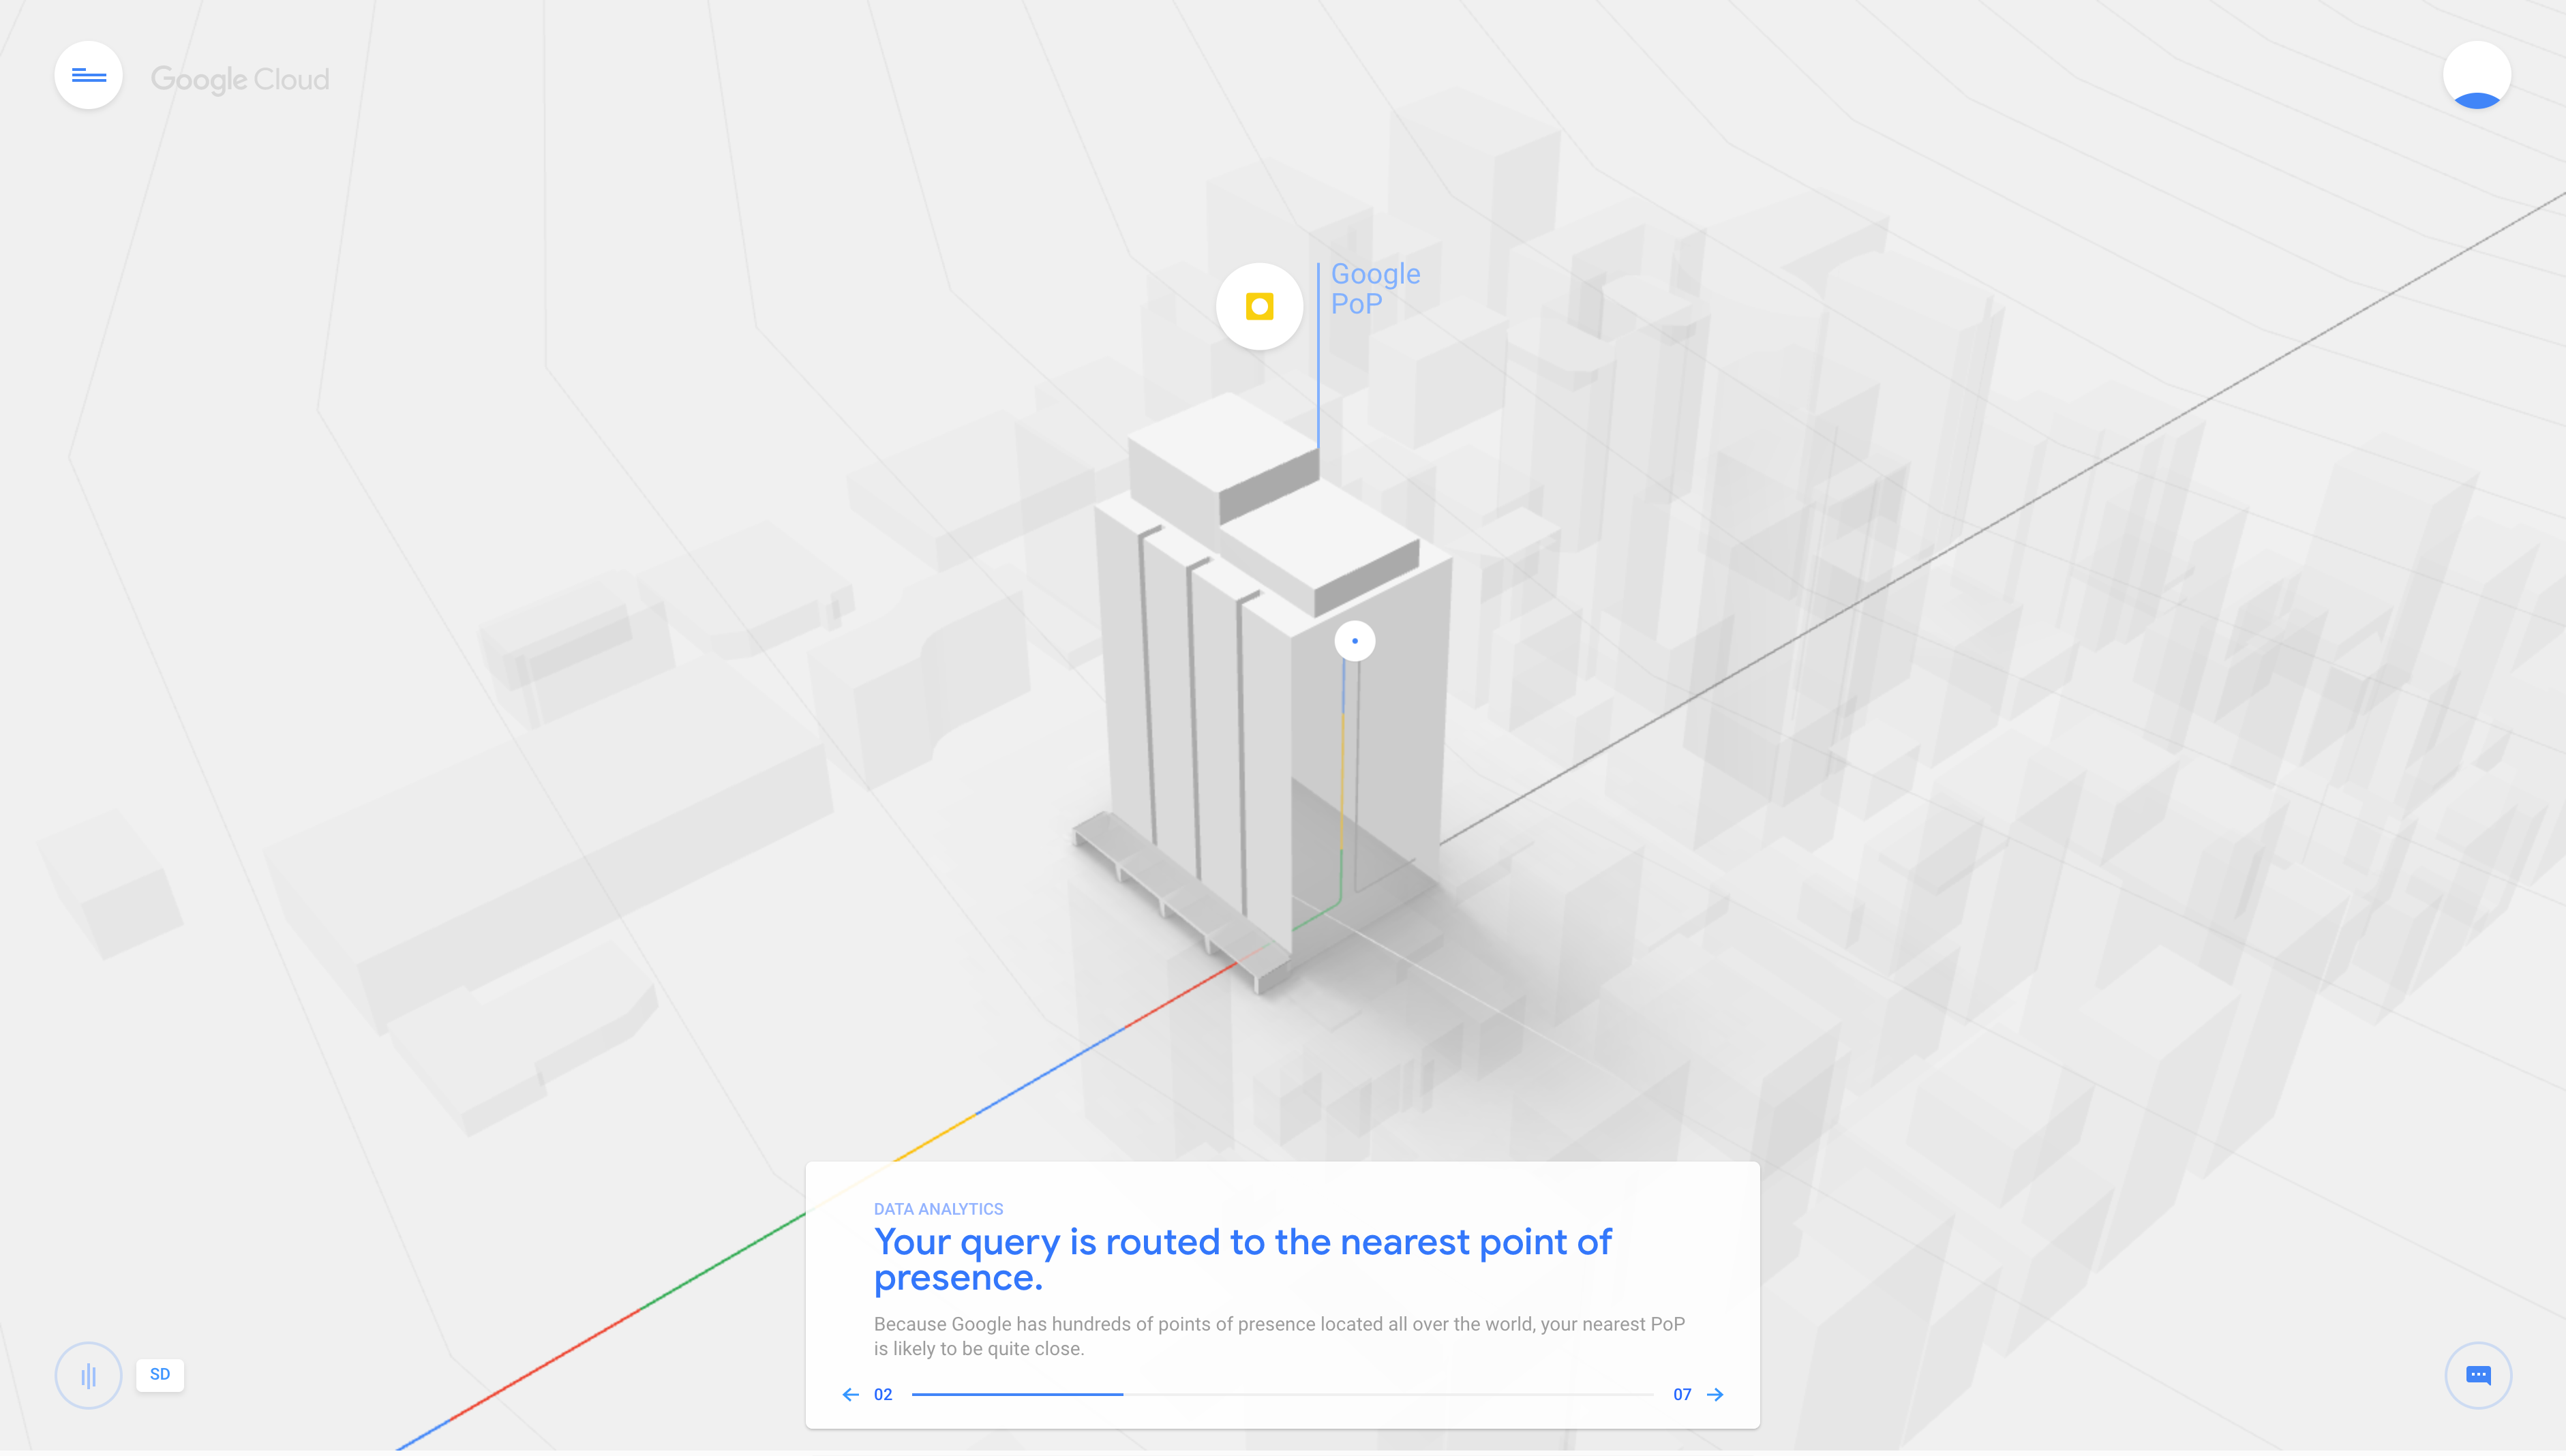 Google Cloud
Google
PoP
DATA ANALYTICS
Your query is routed to the nearest point of
presence.
Because Google has hundreds of points of presence located all over the world, your nearest PoP
is likely to be quite close.
02
07
SD